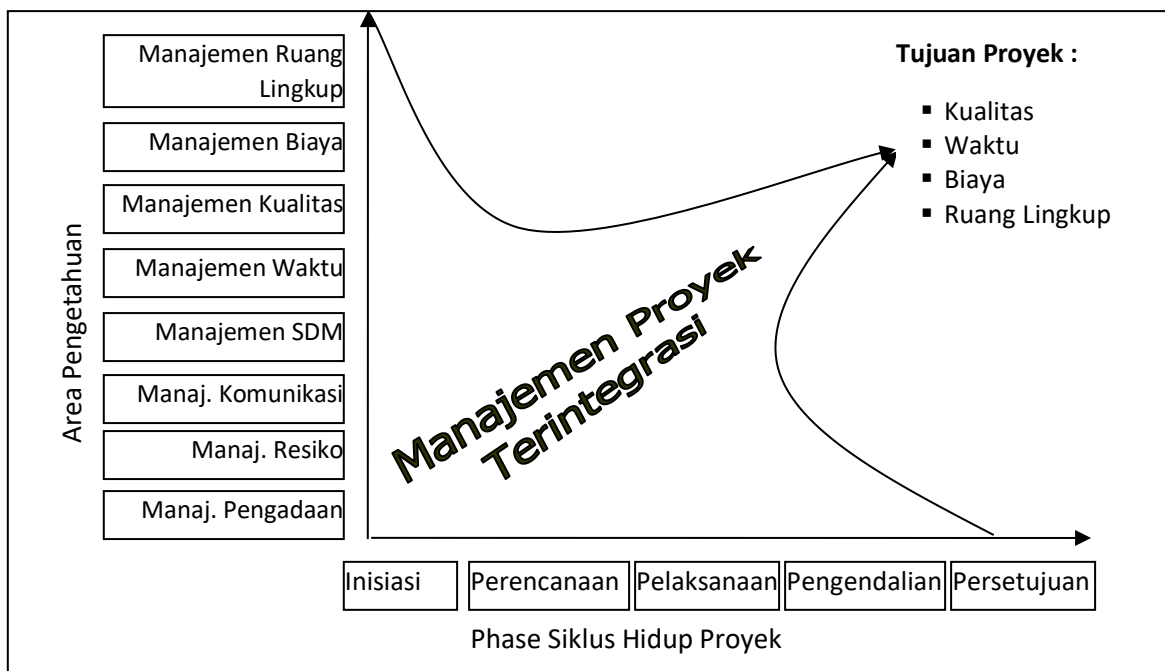 Manajemen Ruang
Lingkup
Manajemen Biaya
Manajemen Kualitas
Manajemen Waktu
Manajemen SDM
Manaj. Komunikasi
Manaj. Resiko
Manaj. Pengadaan
Area Pengetahuan
Tujuan Proyek :
▪ Kualitas
▪ Waktu
▪ Biaya
▪ Ruang Lingkup
Manajemen Proyek
Terintegrasi
Inisiasi
Perencanaan
Pelaksanaan
Pengendalian
Persetujuan
Phase Siklus Hidup Proyek